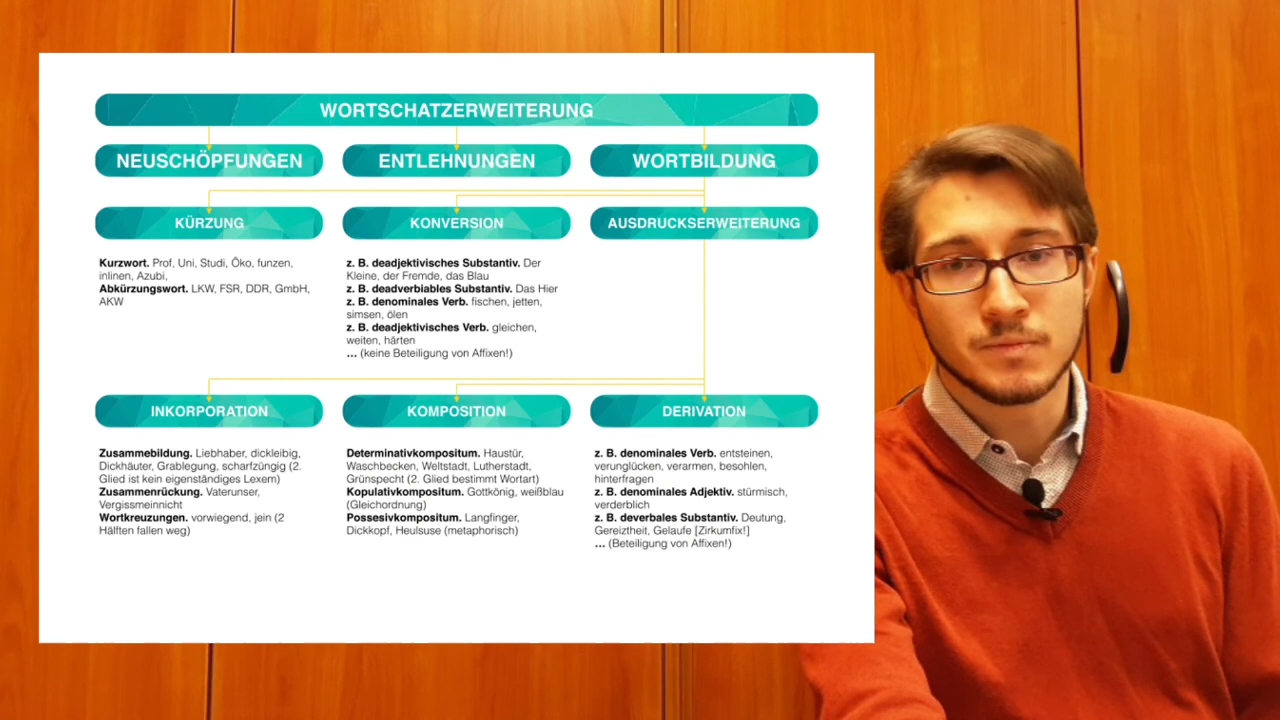 WORTSCHATZERWEITERUNG
NEUSCHÖPFUNGEN
ENTLEHNUNGEN
WORTBILDUNG
KÜRZUNG
KONVERSION
AUSDRUCKSERWEITERUNG
Kurzwort. Prof, Uni, Studi, Öko, funzen,
inlinen, Azubi,
Abkürzungswort. LKW, FSR, DDR, GmbH,
AKW
z. B. deadjektivisches Substantiv. Der
Kleine, der Fremde, das Blau
z. B. deadverbiables Substantiv. Das Hier
z. B. denominales Verb. fischen, jetten,
simsen, ölen
z. B. deadjektivisches Verb. gleichen,
weiten, härten
... (keine Beteiligung von Affixen!)
INKORPORATION
KOMPOSITION
DERIVATION
Zusammebildung. Liebhaber, dickleibig,
Dickhäuter, Grablegung, scharfzüngig (2.
Glied ist kein eigenständiges Lexem)
Zusammenrückung. Vaterunser,
Vergissmeinnicht
Wortkreuzungen. vorwiegend, jein (2
Hälften fallen weg)
Determinativkompositum. Haustür,
Waschbecken, Weltstadt, Lutherstadt,
Grünspecht (2. Glied bestimmt Wortart)
Kopulativkompositum. Gottkönig, weißblau
(Gleichordnung)
Possesivkompositum. Langfinger,
Dickkopf, Heulsuse (metaphorisch)
z. B. denominales Verb. entsteinen,
verunglücken, verarmen, besohlen,
hinterfragen
z. B. denominales Adjektiv. stürmisch,
verderblich
z. B. deverbales Substantiv. Deutung,
Gereiztheit, Gelaufe [Zirkumfix!]
... (Beteiligung von Affixen!)